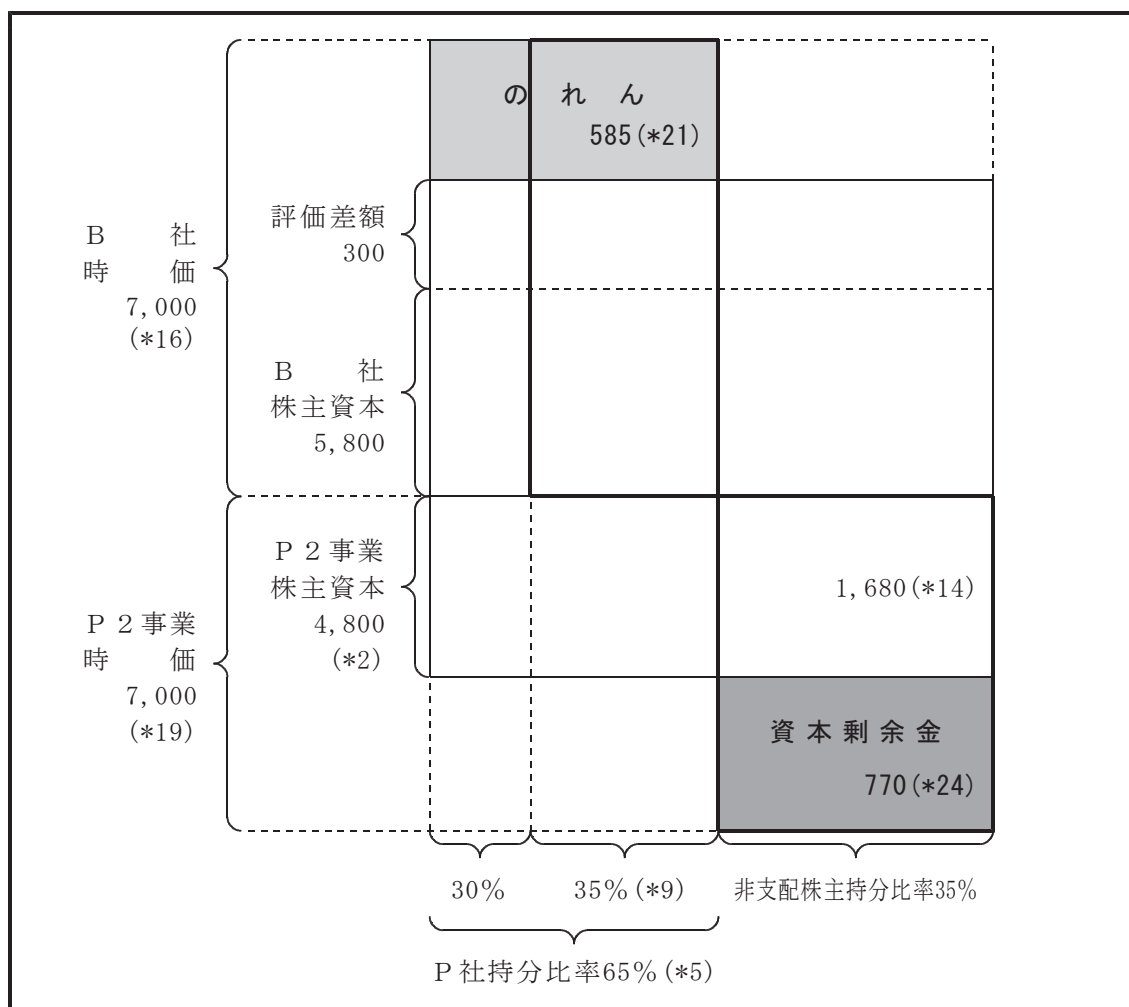 のれん
585(*21)
評価差額
300
B社
時価
7,000
(*16)
B社
株主資本
5,800
P2事業
株主資本
4,800
(*2)
1,680(*14)
P2事業
時価
7,000
(*19)
資本剰余金
770(*24)
30%
35%(*9)
非支配株主持分比率35%
P社持分比率65%(*5)